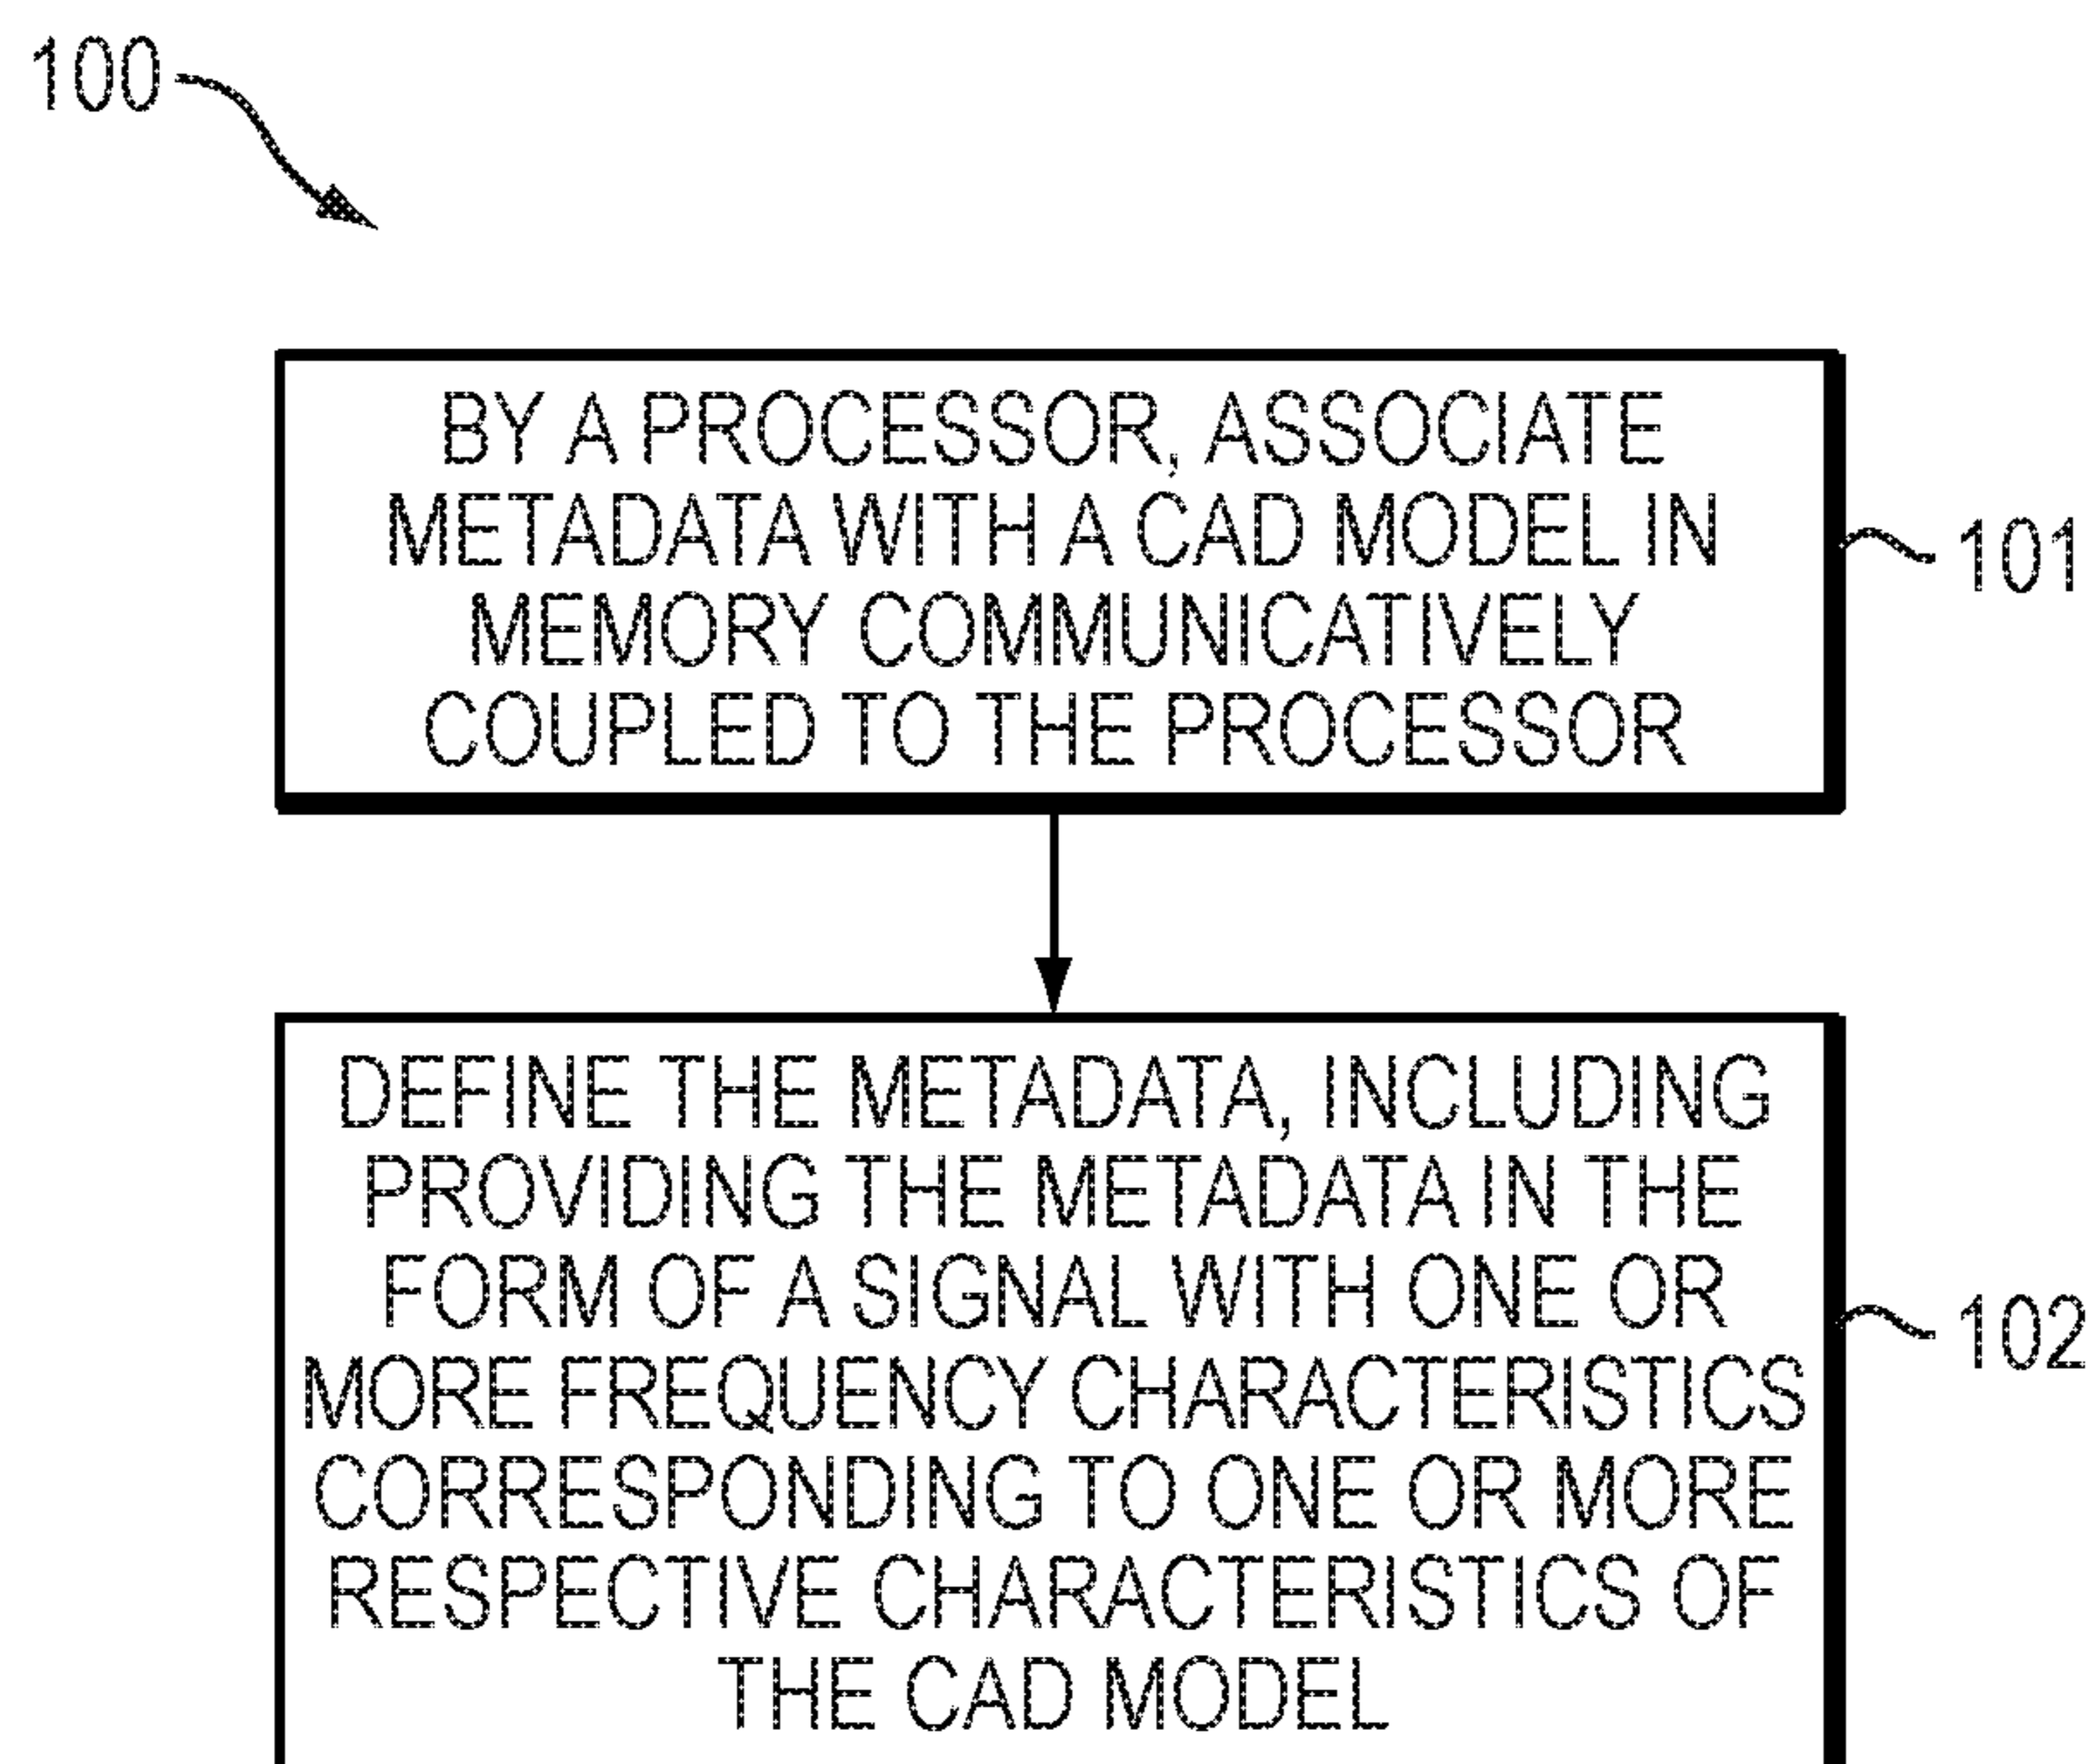 100
BY A PROCESSOR, ASSOCIATE
METADATA WITH A CAD MODEL IN
MEMORY COMMUNICATIVELY
COUPLED TO THE PROCESSOR
101
DEFINE THE METADATA, INCLUDING
PROVIDING THE METADATA IN THE
FORM OF A SIGNAL WITH ONE OR
MORE FREQUENCY CHARACTERISTICS
CORRESPONDING TO ONE OR MORE
RESPECTIVE CHARACTERISTICS OF
THE CAD MODEL
102